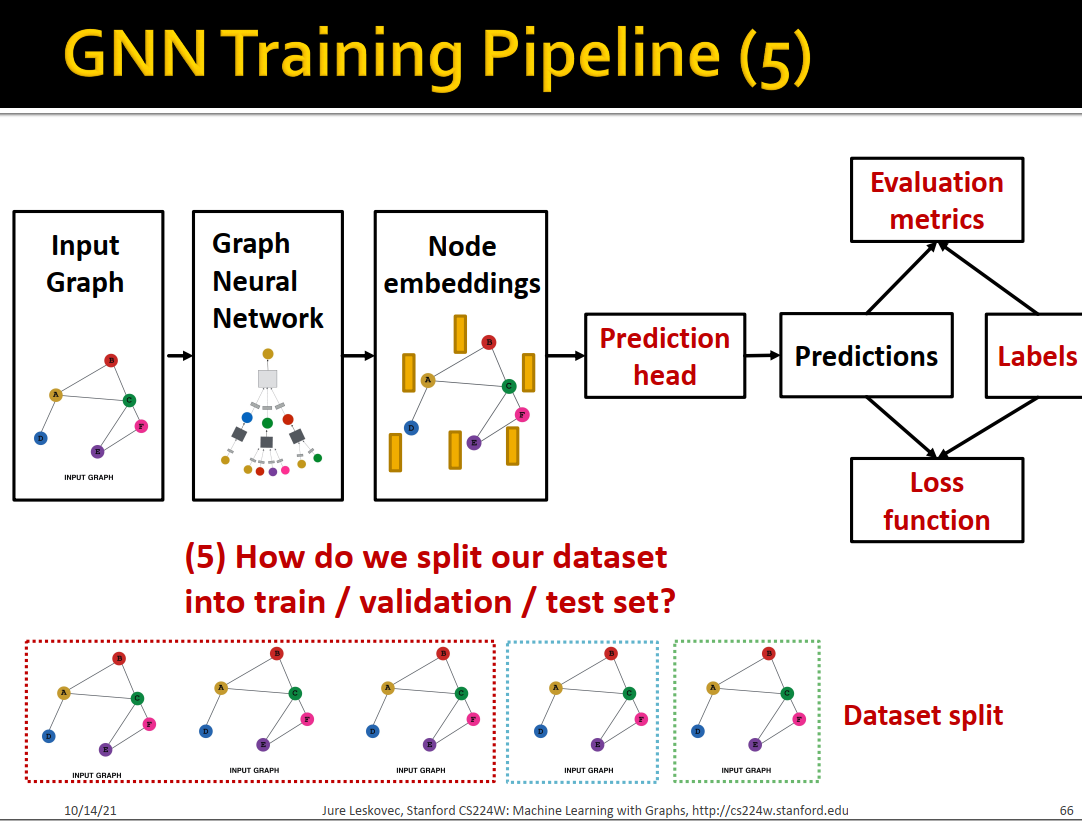 GNN Training Pipeline (5)
Input
Graph
B
A
C
F
D
E
INPUT GRAPH
Graph
Neural
Network
Node
embeddings
B
A
C
F
D
E
Prediction
head
Predictions
Labels
Evaluation
metrics
Loss
function
(5) How do we split our dataset
into train / validation / test set?
B
A
C
F
D
E
INPUT GRAPH
B
A
C
F
D
E
INPUT GRAPH
B
A
C
F
D
E
INPUT GRAPH
B
A
C
F
D
E
INPUT GRAPH
B
A
C
F
D
E
INPUT GRAPH
Dataset split
10/14/21
Jure Leskovec, Stanford CS224W: Machine Learning with Graphs, http://cs224w.stanford.edu
66